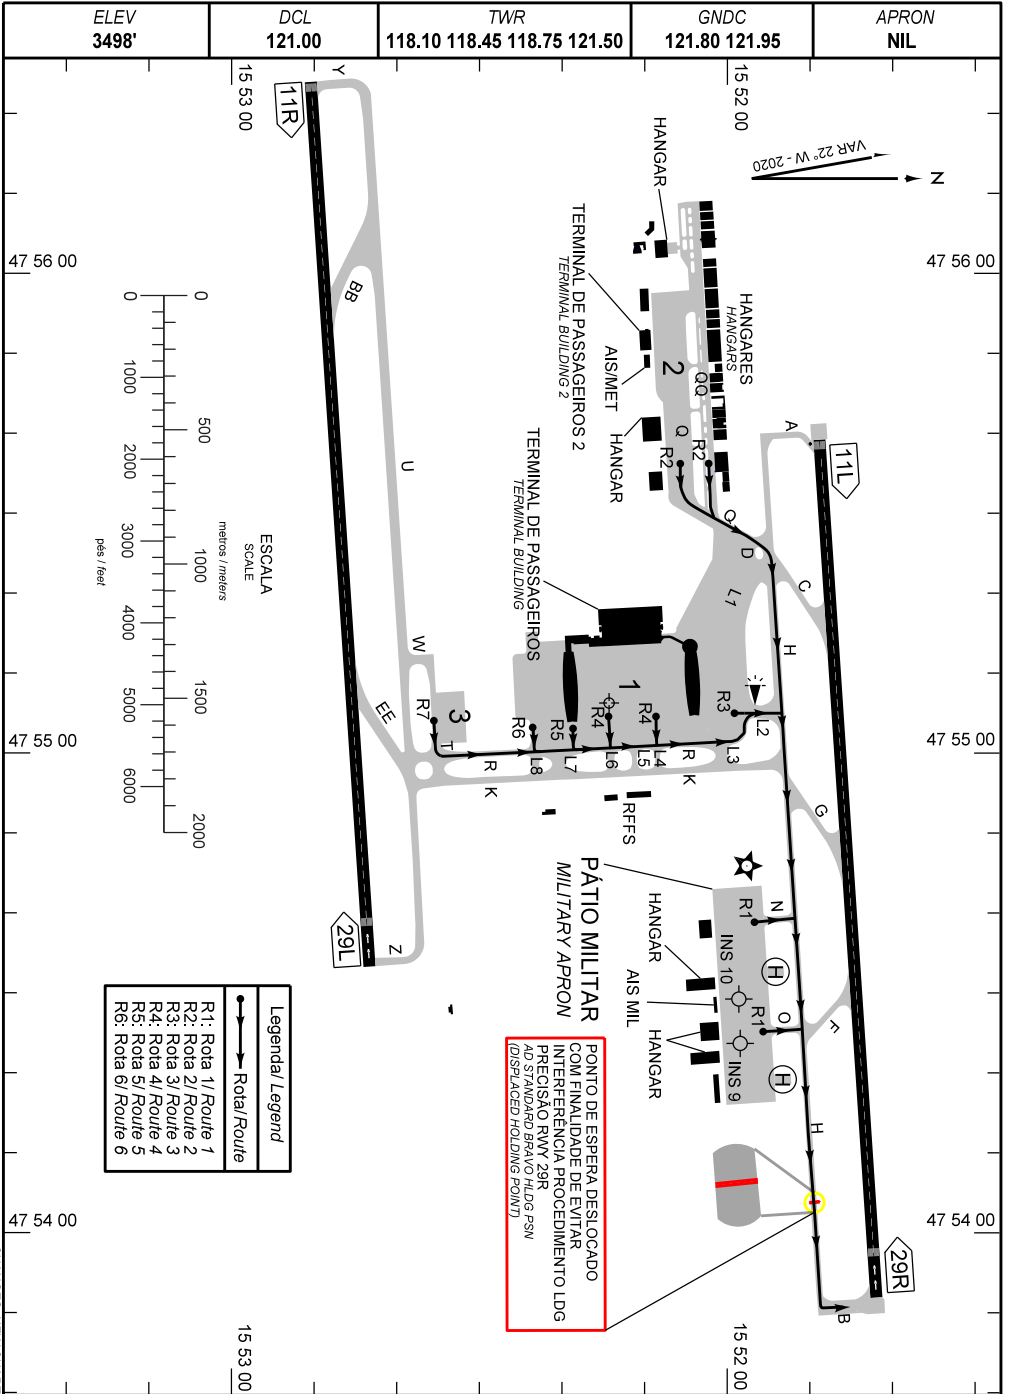 ELEV
3498'
DCL
121.00
TWR
118.10 118.45 118.75 121.50
GNDC
121.80 121.95
APRON
NIL
15 53 00
15 52 00
47 56 00
47 56 00
47 55 00
47 55 00
47 54 00
47 54 00
15 53 00
15 52 00
N
VAR 22° W - 2020
11R
29L
11L
29R
Y
BB
U
W
EE
Z
A
C
D
Q
Q
QQ
L1
H
L2
L3
L4
L5
L6
L7
L8
R
R
K
K
T
G
N
O
F
H
B
R2
R2
R3
R4
R4
R5
R6
R7
R1
R1
1
2
3
HANGAR
TERMINAL DE PASSAGEIROS 2
TERMINAL BUILDING 2
AIS/MET
HANGAR
HANGARES
HANGARS
TERMINAL DE PASSAGEIROS
TERMINAL BUILDING
RFFS
PÁTIO MILITAR
MILITARY APRON
HANGAR
AIS MIL
HANGAR
INS 10
INS 9
H
H
PONTO DE ESPERA DESLOCADO
COM FINALIDADE DE EVITAR
INTERFERÊNCIA PROCEDIMENTO LDG
PRECISÃO RWY 29R
AD STANDARD BRAVO HLDG PSN
(DISPLACED HOLDING POINT)
ESCALA
SCALE
metros / meters
0
500
1000
1500
2000
0
1000
2000
3000
4000
5000
6000
pés / feet
Legenda/ Legend
Rota/Route
R1: Rota 1/ Route 1
R2: Rota 2/ Route 2
R3: Rota 3/ Route 3
R4: Rota 4/ Route 4
R5: Rota 5/ Route 5
R6: Rota 6/ Route 6